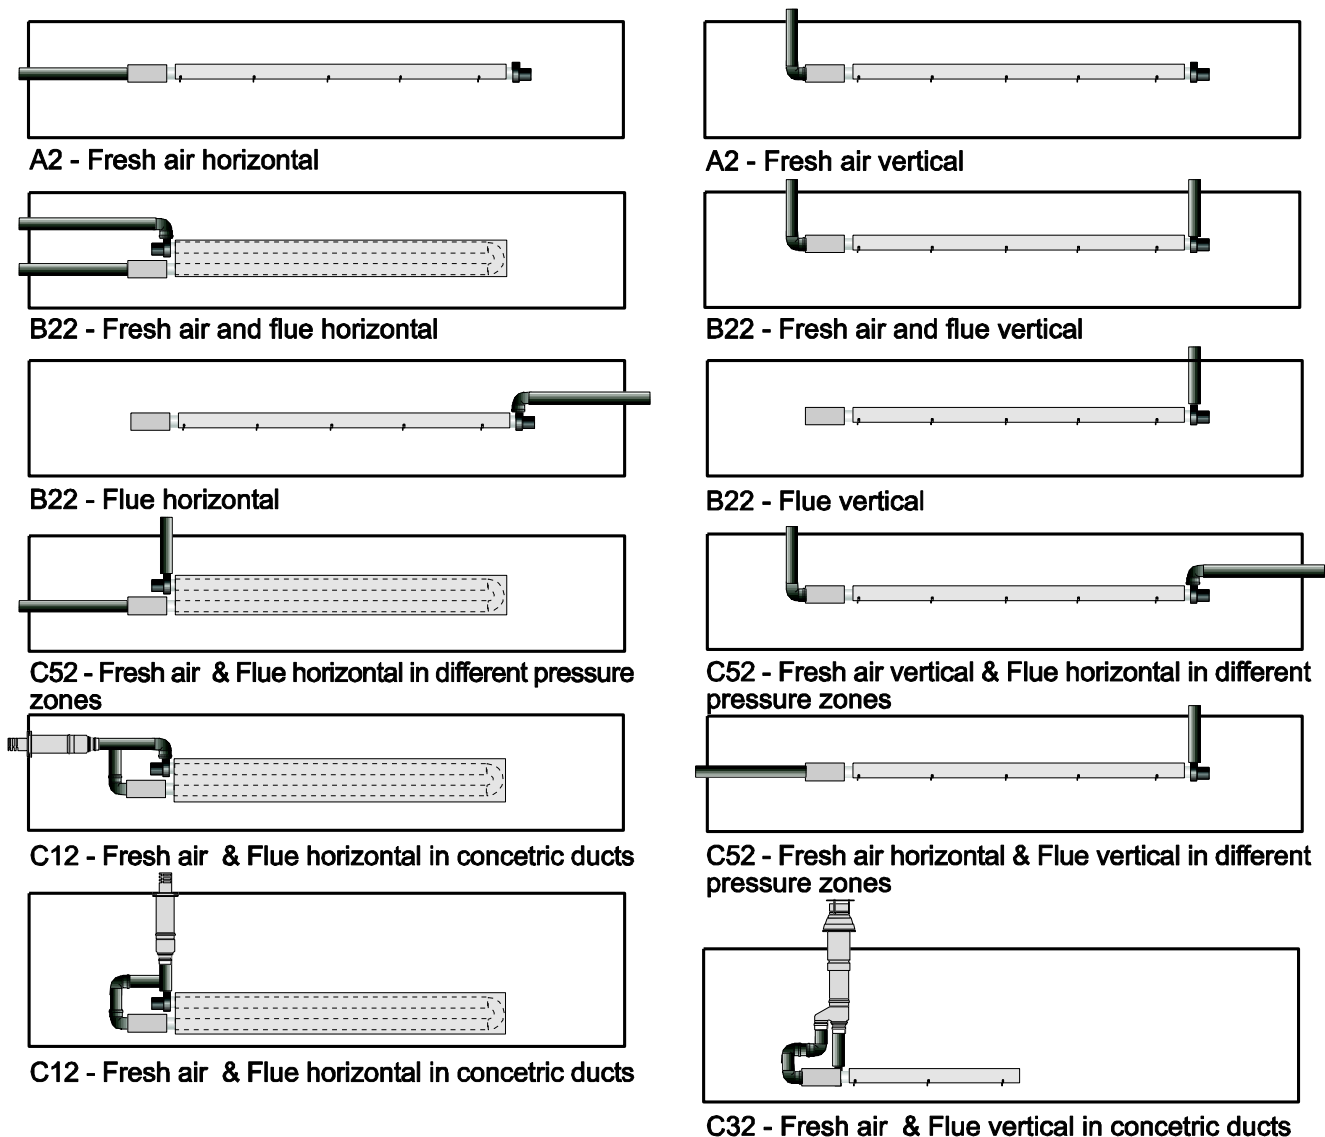 A2 - Fresh air horizontal
A2 - Fresh air vertical
B22 - Fresh air and flue horizontal
B22 - Fresh air and flue vertical
B22 - Flue horizontal
B22 - Flue vertical
C52 - Fresh air & Flue horizontal in different pressure
zones
C52 - Fresh air vertical & Flue horizontal in different
pressure zones
C12 - Fresh air & Flue horizontal in concetric ducts
C52 - Fresh air horizontal & Flue vertical in different
pressure zones
C12 - Fresh air & Flue horizontal in concetric ducts
C32 - Fresh air & Flue vertical in concetric ducts